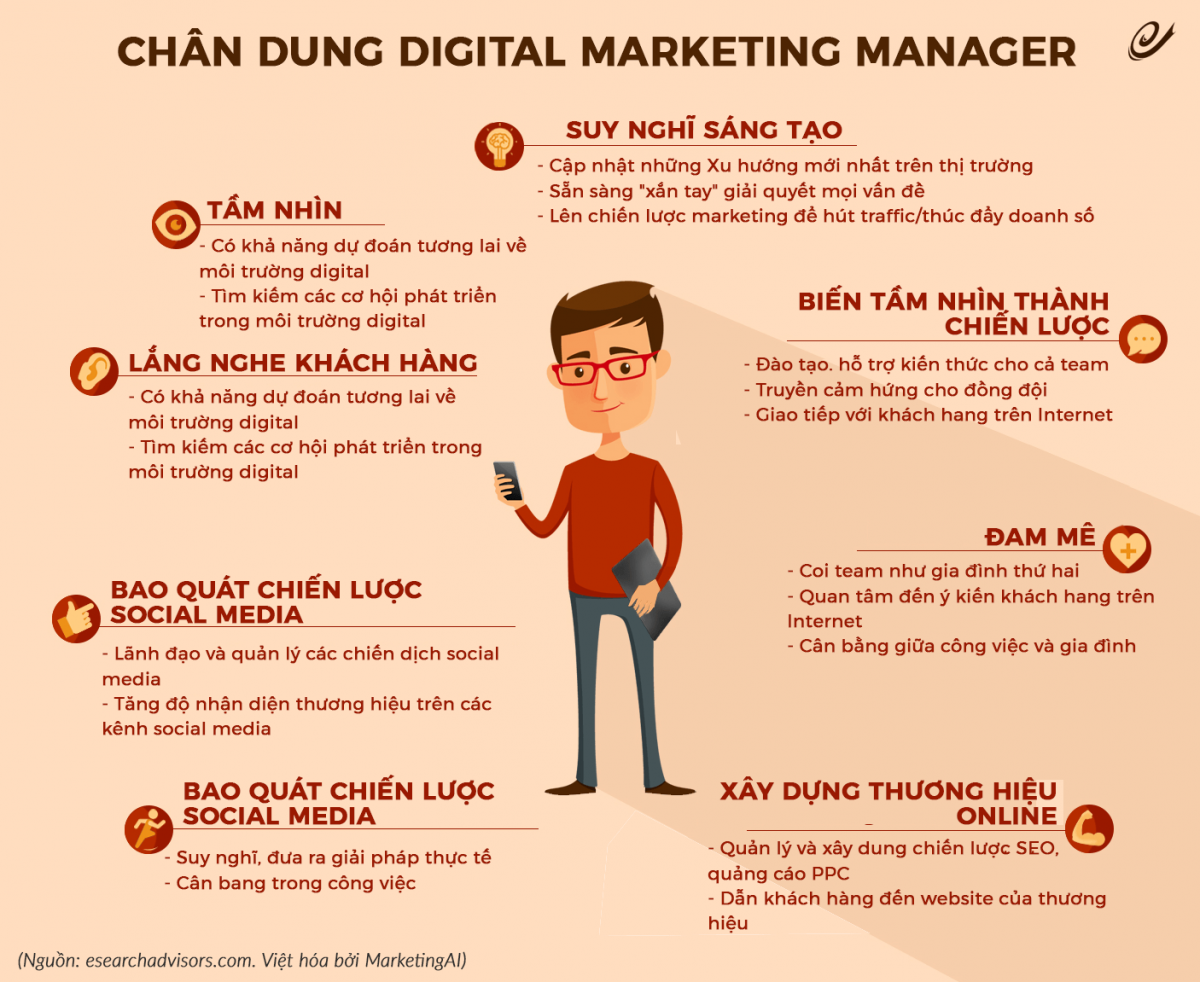 CHÂN DUNG DIGITAL MARKETING MANAGER
SUY NGHĨ SÁNG TẠO
- Cập nhật những Xu hướng mới nhất trên thị trường
- Sẵn sàng "xắn tay" giải quyết mọi vấn đề
- Lên chiến lược marketing để hút traffic/thúc đẩy doanh số
TẦM NHÌN
- Có khả năng dự đoán tương lai về
môi trường digital
- Tìm kiếm các cơ hội phát triển
trong môi trường digital
BIẾN TẦM NHÌN THÀNH
CHIẾN LƯỢC
- Đào tạo. hỗ trợ kiến thức cho cả team
- Truyền cảm hứng cho đồng đội
- Giao tiếp với khách hang trên Internet
LẮNG NGHE KHÁCH HÀNG
- Có khả năng dự đoán tương lai về
môi trường digital
- Tìm kiếm các cơ hội phát triển trong
môi trường digital
ĐAM MÊ
- Coi team như gia đình thứ hai
- Quan tâm đến ý kiến khách hang trên
Internet
- Cân bằng giữa công việc và gia đình
BAO QUÁT CHIẾN LƯỢC
SOCIAL MEDIA
- Lãnh đạo và quản lý các chiến dịch social
media
- Tăng độ nhận diện thương hiệu trên các
kênh social media
BAO QUÁT CHIẾN LƯỢC
SOCIAL MEDIA
- Suy nghĩ, đưa ra giải pháp thực tế
- Cân bang trong công việc
XÂY DỰNG THƯƠNG HIỆU
ONLINE
- Quản lý và xây dung chiến lược SEO,
quảng cáo PPC
- Dẫn khách hàng đến website của thương
hiệu
(Nguồn: esearchadvisors.com. Việt hóa bởi MarketingAI)